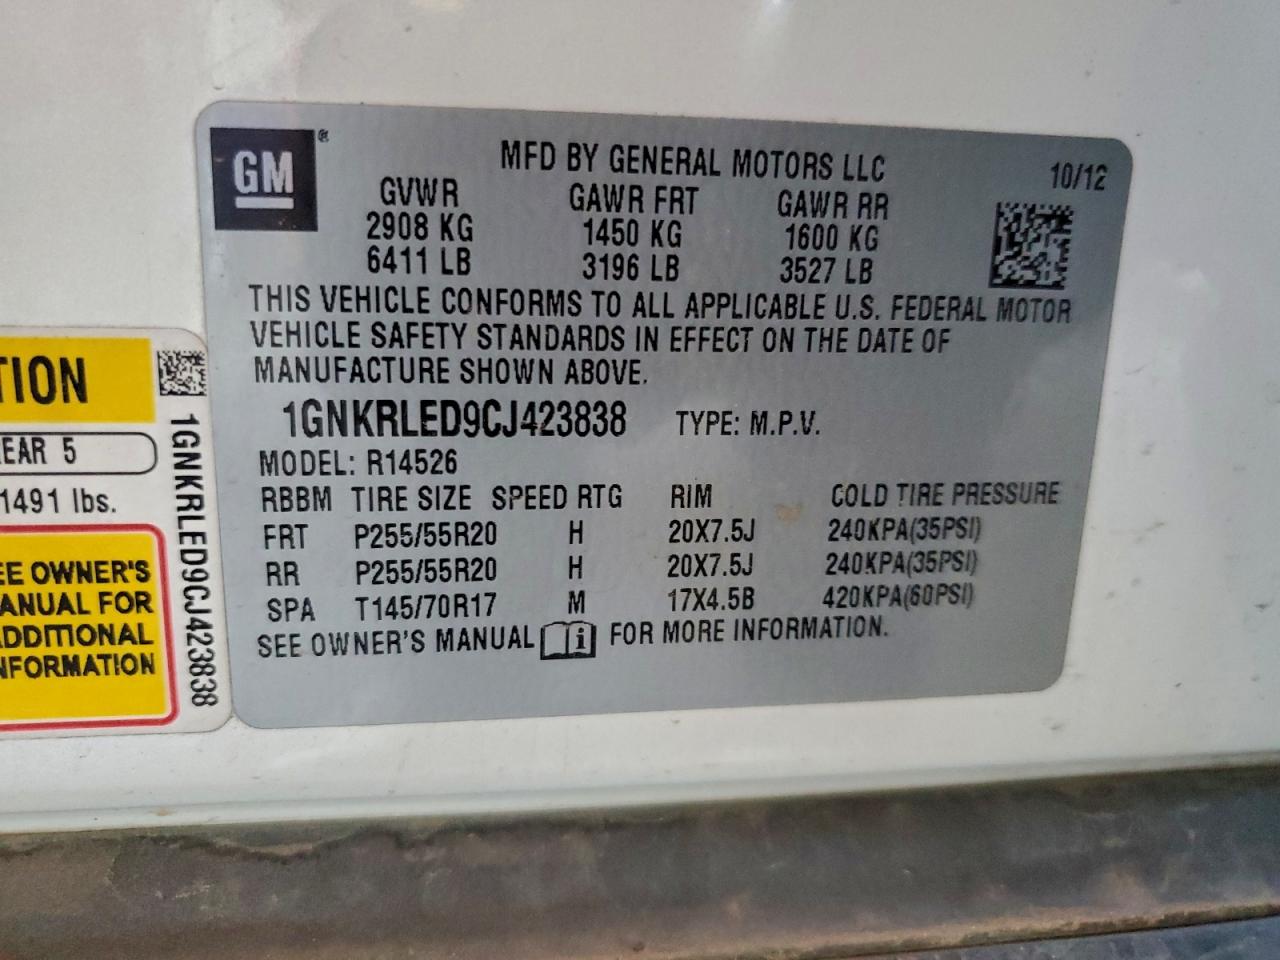 GM®
MFD BY GENERAL MOTORS LLC
10/12
GVWR GAWR FRT GAWR RR
2908 KG 1450 KG 1600 KG
6411 LB 3196 LB 3527 LB
THIS VEHICLE CONFORMS TO ALL APPLICABLE U.S. FEDERAL MOTOR
VEHICLE SAFETY STANDARDS IN EFFECT ON THE DATE OF
MANUFACTURE SHOWN ABOVE.
1GNKRLED9CJ423838 TYPE: M.P.V.
MODEL: R14526
RBBM TIRE SIZE SPEED RTG RIM COLD TIRE PRESSURE
FRT P255/55R20 H 20X7.5J 240KPA(35PSI)
RR P255/55R20 H 20X7.5J 240KPA(35PSI)
SPA T145/70R17 M 17X4.5B 420KPA(60PSI)
SEE OWNER'S MANUAL i FOR MORE INFORMATION.
TION
EAR 5
1491 lbs.
EE OWNER'S
ANUAL FOR
ADDITIONAL
NFORMATION
1GNKRLED9CJ423838